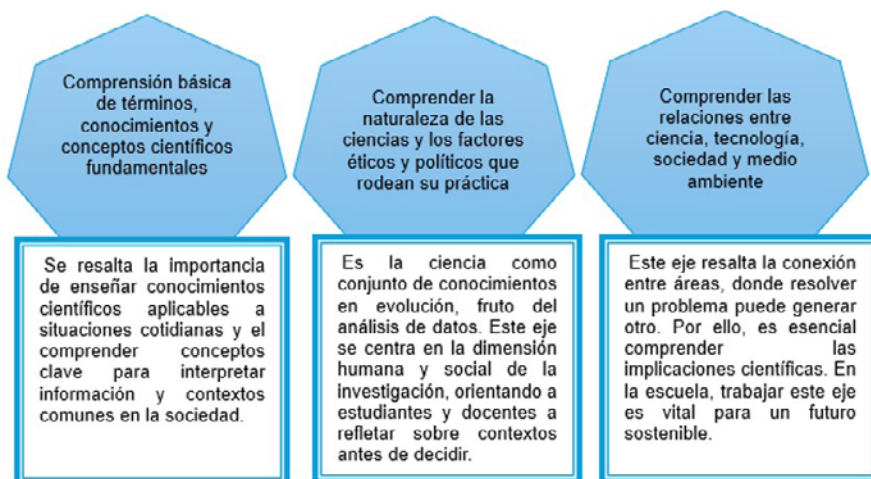 Comprensión básica
de términos,
conocimientos y
conceptos científicos
fundamentales
Comprender la
naturaleza de las
ciencias y los factores
éticos y políticos que
rodean su práctica
Comprender las
relaciones entre
ciencia, tecnología,
sociedad y medio
ambiente
Se resalta la importancia
de enseñar conocimientos
científicos aplicables a
situaciones cotidianas y el
comprender conceptos
clave para interpretar
información y contextos
comunes en la sociedad.
Es la ciencia como
conjunto de conocimientos
en evolución, fruto del
análisis de datos. Este eje
se centra en la dimensión
humana y social de la
investigación, orientando a
estudiantes y docentes a
refletar sobre contextos
antes de decidir.
Este eje resalta la conexión
entre áreas, donde resolver
un problema puede generar
otro. Por ello, es esencial
comprender las
implicaciones científicas. En
la escuela, trabajar este eje
es vital para un futuro
sostenible.